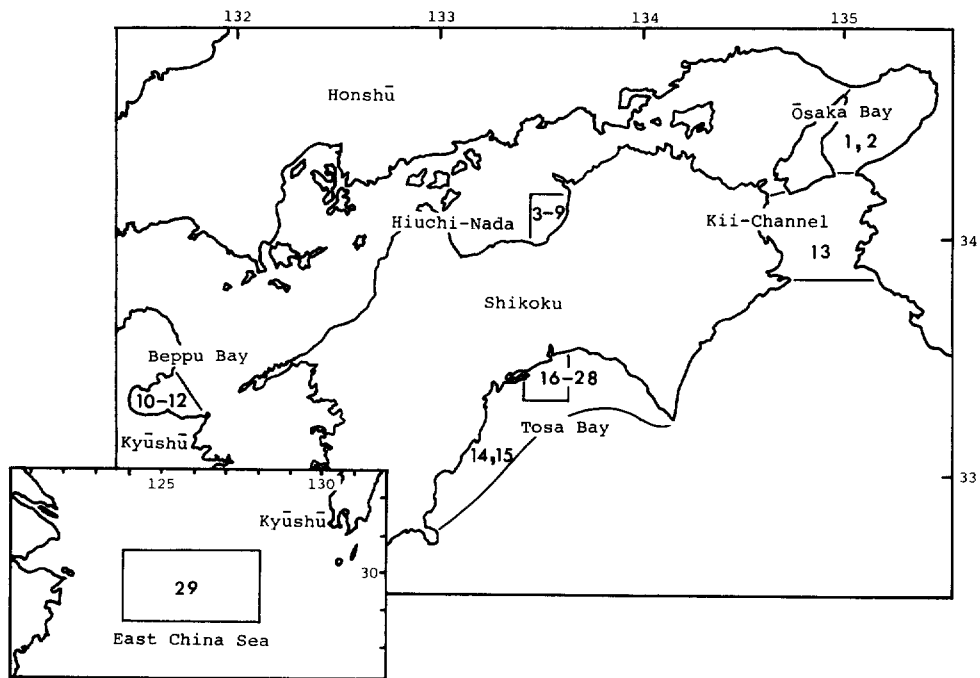 132 133 134 135
Honshū
Ōsaka Bay
1,2
Hiuchi-Nada
3-9
Kii-Channel
13
34
Shikoku
Beppu Bay
10-12
16-28
Kyūshū
Tosa Bay
14,15
33
125 130
Kyūshū
30
29
East China Sea